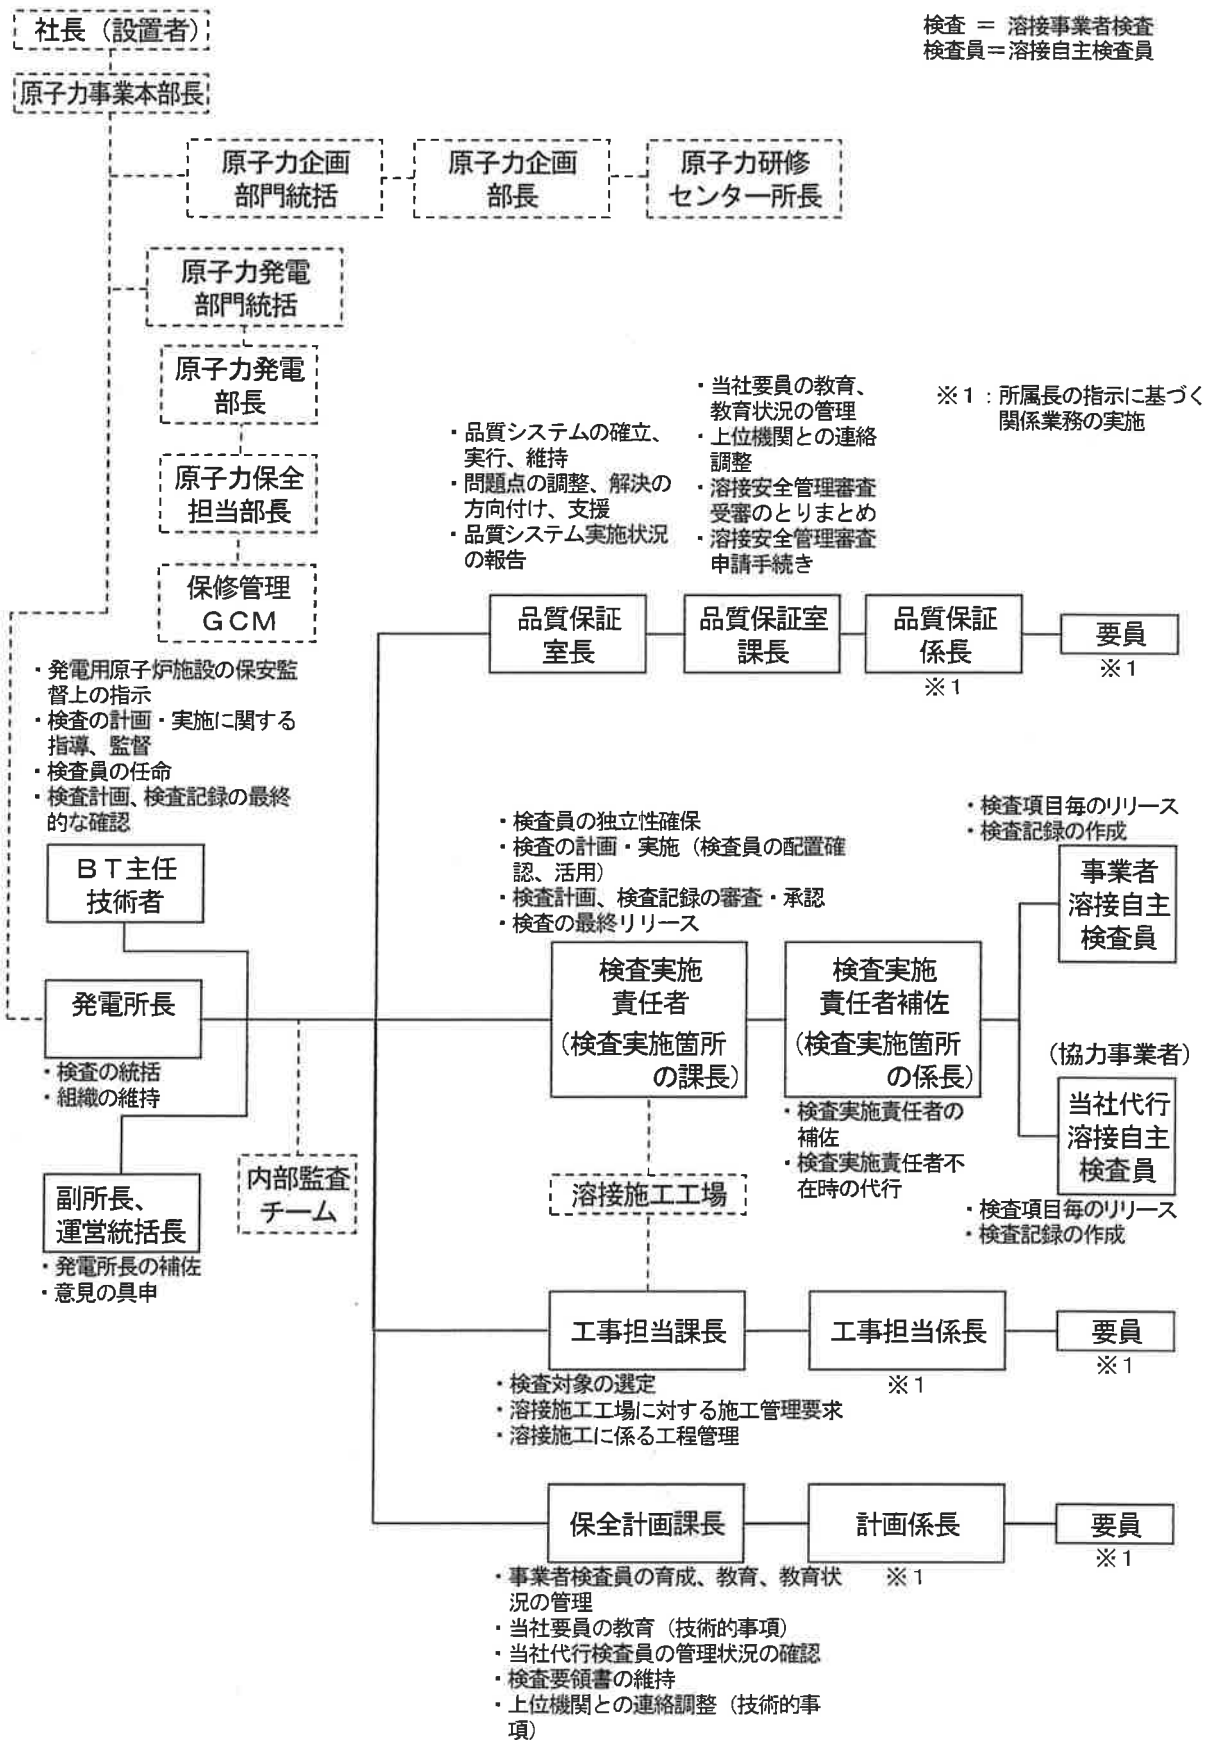 社長（設置者）
検査 ＝ 溶接事業者検査
検査員＝溶接自主検査員
原子力事業本部長
原子力企画
部門統括
原子力企画
部長
原子力研修
センター所長
原子力発電
部門統括
原子力発電
部長
原子力保全
担当部長
保修管理
ＧＣＭ
・品質システムの確立、
実行、維持
・問題点の調整、解決の
方向付け、支援
・品質システム実施状況
の報告
・当社要員の教育、
教育状況の管理
・上位機関との連絡
調整
・溶接安全管理審査
受審のとりまとめ
・溶接安全管理審査
申請手続き
※１：所属長の指示に基づく
関係業務の実施
品質保証
室長
品質保証室
課長
品質保証
係長
※１
要員
※１
・発電用原子炉施設の保安監
督上の指示
・検査の計画・実施に関する
指導、監督
・検査員の任命
・検査計画、検査記録の最終
的な確認
ＢＴ主任
技術者
発電所長
・検査の統括
・組織の維持
副所長、
運営統括長
・発電所長の補佐
・意見の具申
内部監査
チーム
・検査員の独立性確保
・検査の計画・実施（検査員の配置確
認、活用）
・検査計画、検査記録の審査・承認
・検査の最終リリース
検査実施
責任者
（検査実施箇所
の課長）
検査実施
責任者補佐
（検査実施箇所
の係長）
・検査実施責任者の
補佐
・検査実施責任者不
在時の代行
・検査項目毎のリリース
・検査記録の作成
事業者
溶接自主
検査員
（協力事業者）
当社代行
溶接自主
検査員
・検査項目毎のリリース
・検査記録の作成
溶接施工工場
工事担当課長
工事担当係長
※１
要員
※１
・検査対象の選定
・溶接施工工場に対する施工管理要求
・溶接施工に係る工程管理
保全計画課長
計画係長
※１
要員
※１
・事業者検査員の育成、教育、教育状
況の管理
・当社要員の教育（技術的事項）
・当社代行検査員の管理状況の確認
・検査要領書の維持
・上位機関との連絡調整（技術的事
項）